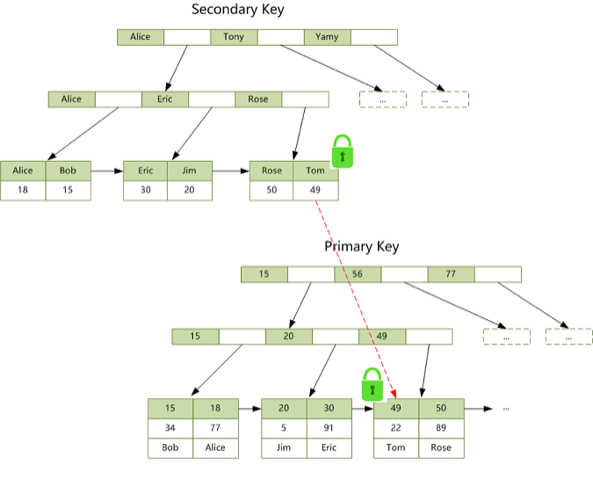 Secondary Key
Alice Tony Yamy
Alice Eric Rose ... ...
Alice Bob Eric Jim Rose Tom
18 15 30 20 50 49
Primary Key
15 56 77
15 20 49 ... ...
15 18 20 30 49 50 ...
34 77 5 91 22 89
Bob Alice Jim Eric Tom Rose